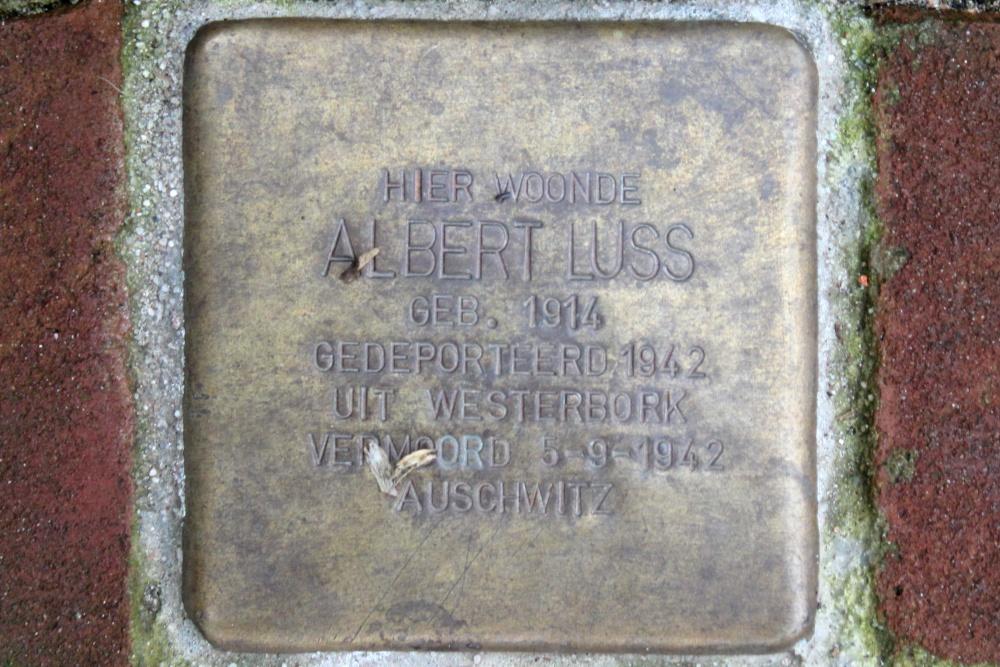 HIER WOONDE
ALBERT LUSS
GEB. 1914
GEDEPORTEERD 1942
UIT WESTERBORK
VERMOORD 5-9-1942
AUSCHWITZ